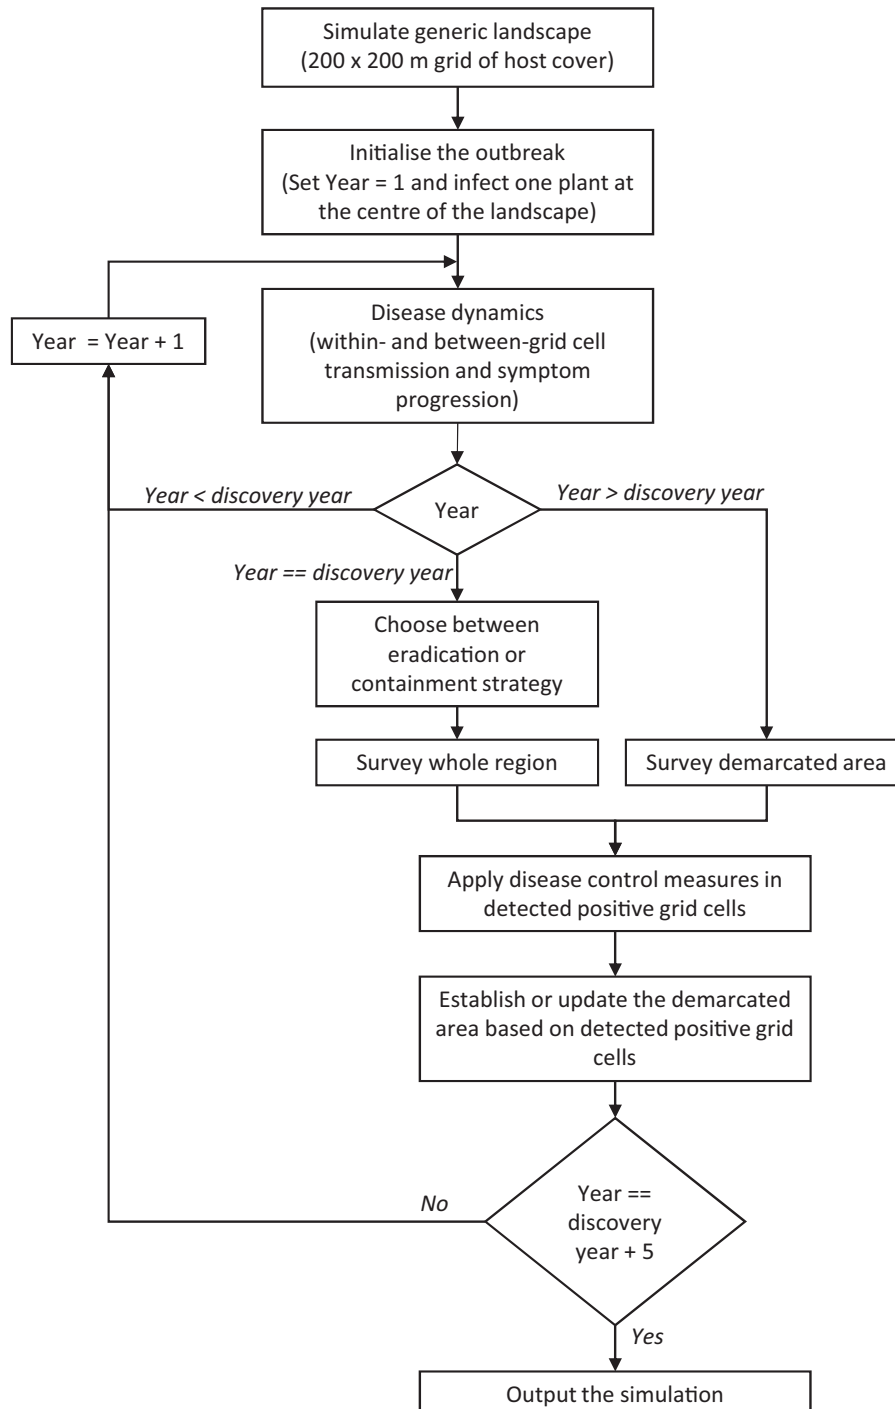 Simulate generic landscape
(200 x 200 m grid of host cover)
Initialise the outbreak
(Set Year = 1 and infect one plant at
the centre of the landscape)
Year  = Year + 1
Disease dynamics
(within- and between-grid cell
transmission and symptom
progression)
Year < discovery year
Year
Year > discovery year
Year == discovery year
Choose between
eradication or
containment strategy
Survey whole region
Survey demarcated area
Apply disease control measures in
detected positive grid cells
Establish or update the demarcated
area based on detected positive grid
cells
Year ==
discovery
year + 5
No
Yes
Output the simulation